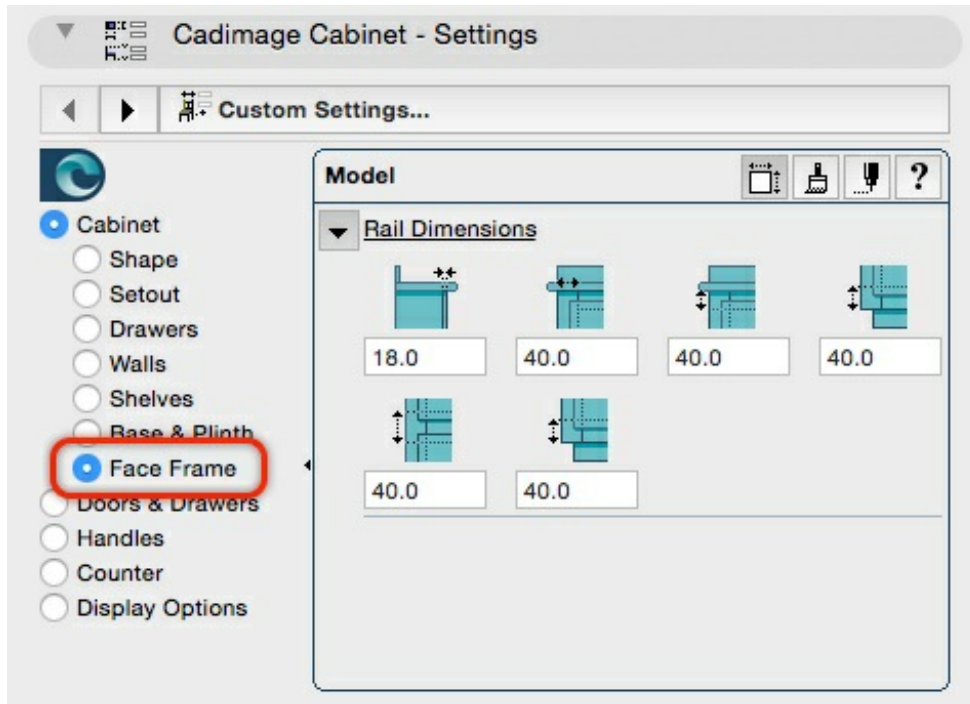 Cadimage Cabinet - Settings
Custom Settings...
Model
?
Cabinet
Shape
Setout
Drawers
Walls
Shelves
Base & Plinth
Face Frame
Doors & Drawers
Handles
Counter
Display Options
Rail Dimensions
18.0 40.0 40.0 40.0
40.0 40.0